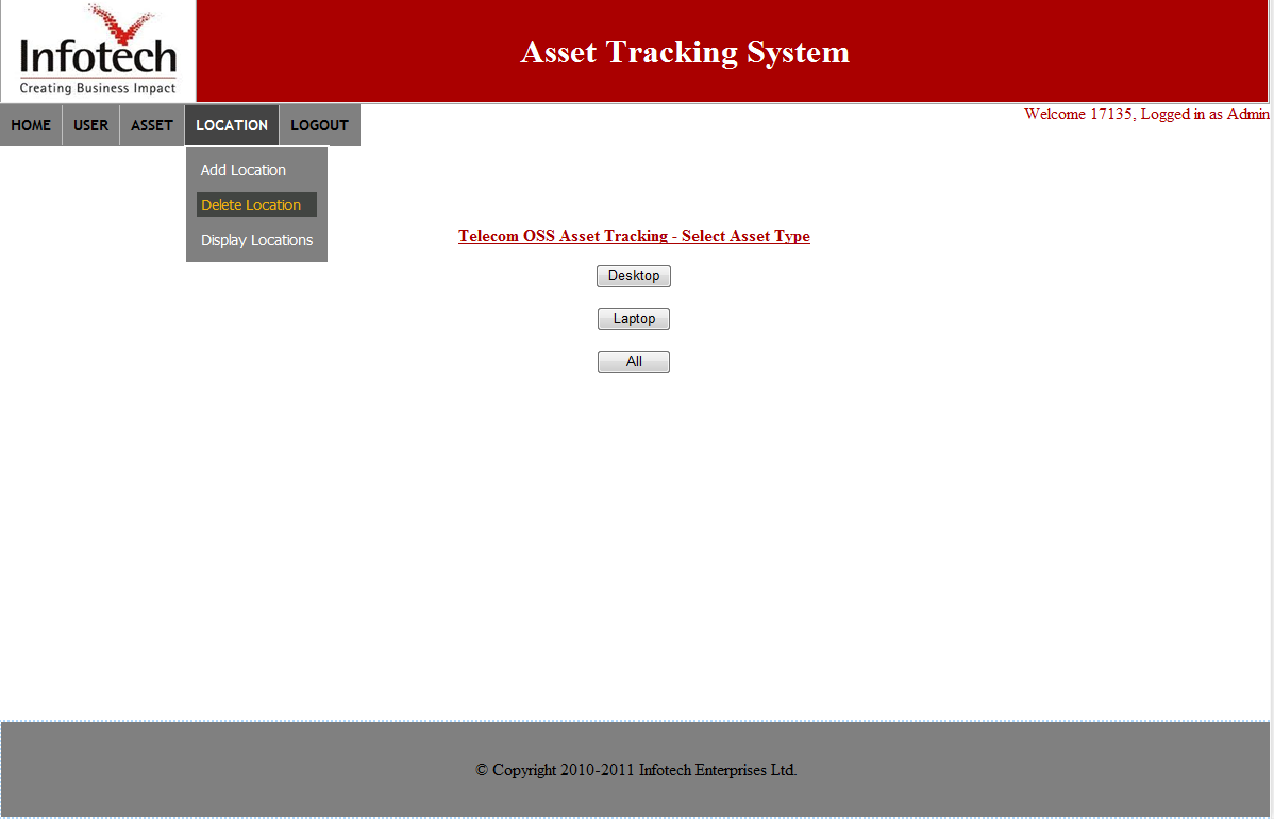 Infotech
Creating Business Impact
Asset Tracking System
HOME USER ASSET LOCATION LOGOUT
Welcome 17135, Logged in as Admin
Add Location
Delete Location
Display Locations
Telecom OSS Asset Tracking - Select Asset Type
Desktop
Laptop
All
© Copyright 2010-2011 Infotech Enterprises Ltd.